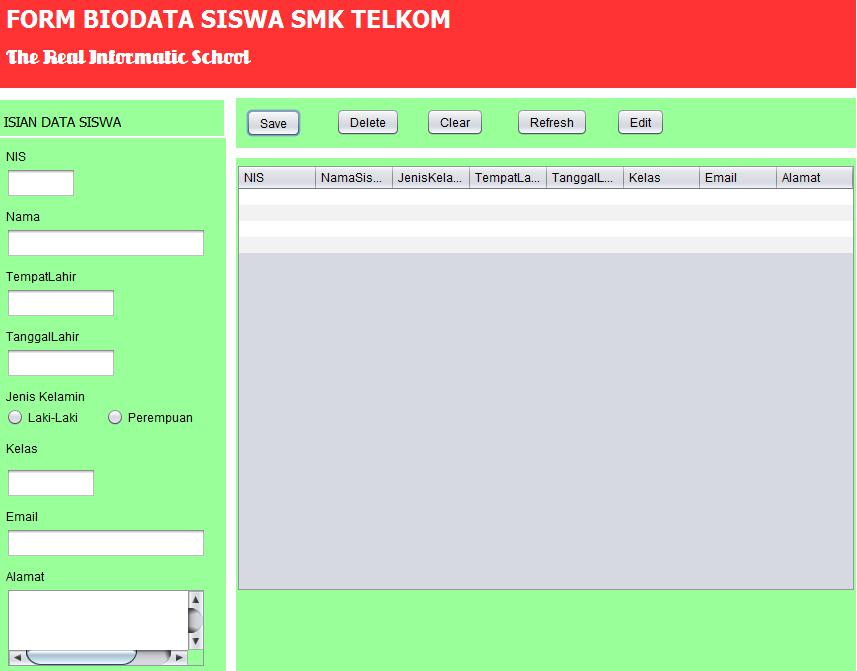 FORM BIODATA SISWA SMK TELKOM
The Real Informatic School
ISIAN DATA SISWA
NIS
Nama
TempatLahir
TanggalLahir
Jenis Kelamin
Laki-Laki Perempuan
Kelas
Email
Alamat
Save Delete Clear Refresh Edit
NIS NamaSis... JenisKela... TempatLa... TanggalL... Kelas Email Alamat